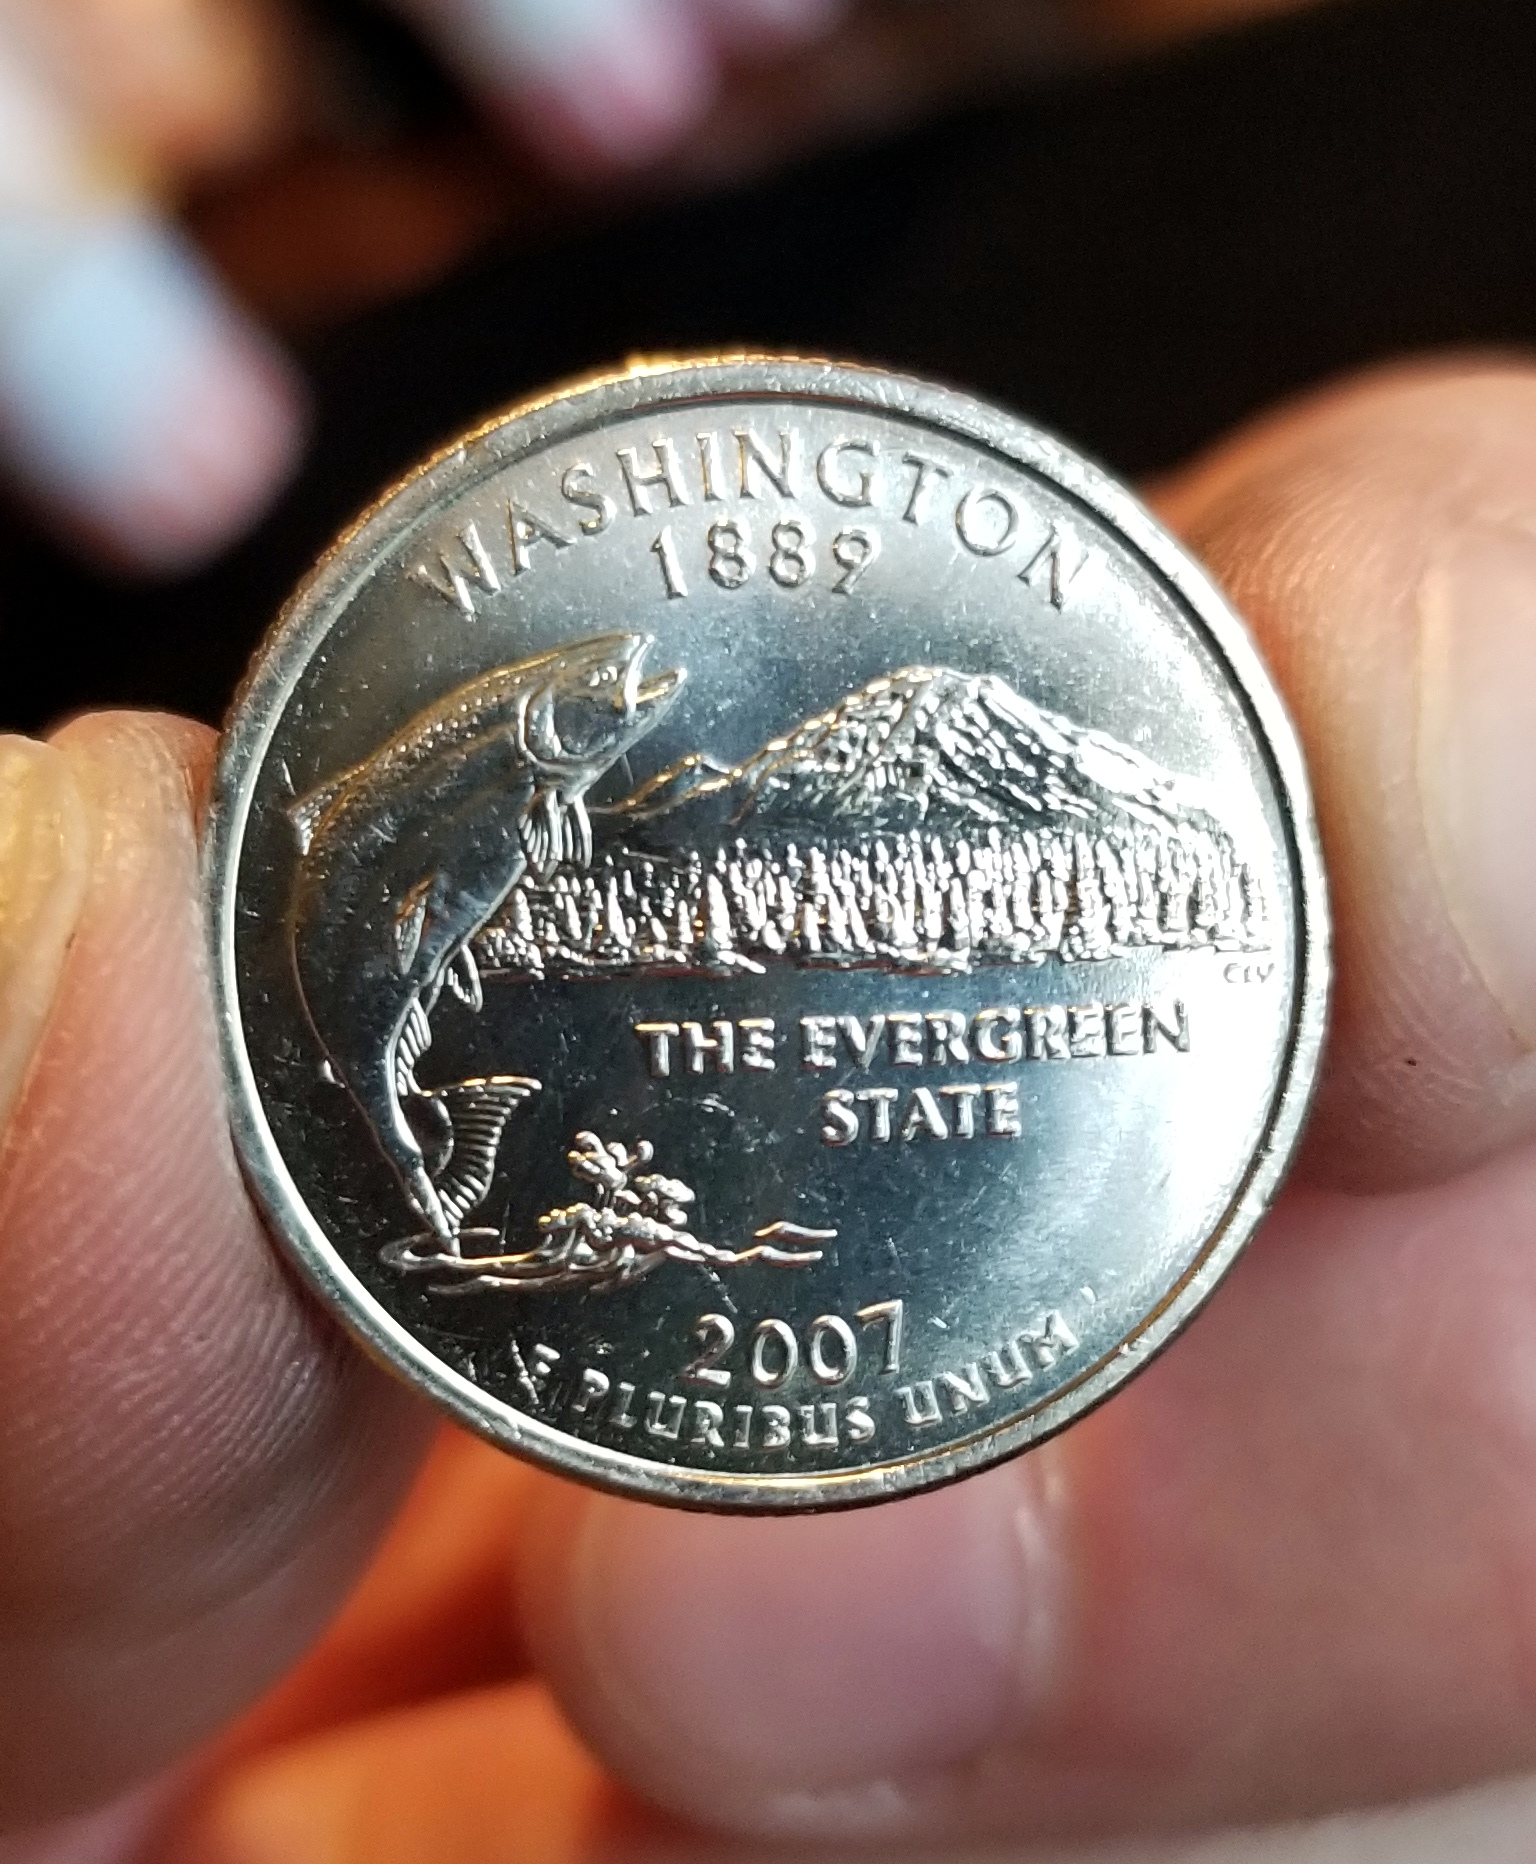 WASHINGTON
1889
CLV
THE EVERGREEN
STATE
2007
E PLURIBUS UNUM